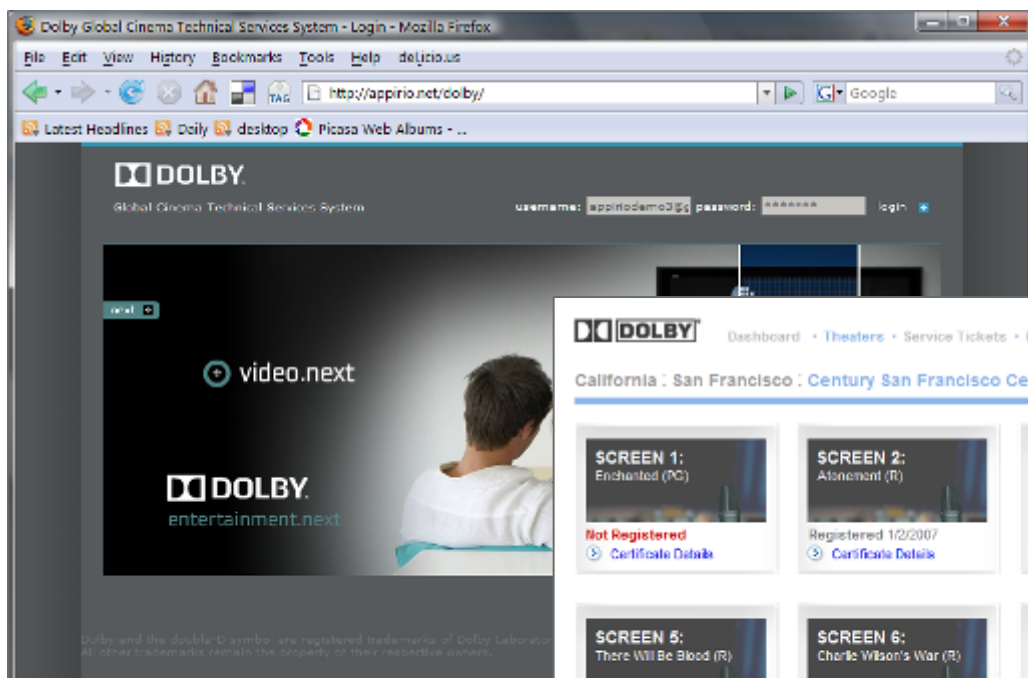 Dolby Global Cinema Technical Services System - Login - Mozilla Firefox
File Edit View History Bookmarks Tools Help del.icio.us
TAG http://appirio.net/dolby/ G Google
Latest Headlines Daily desktop Picasa Web Albums - ...
DOLBY
Global Cinema Technical Services System
username: appiriodemo3@g password: ******* login
next
video.next
DOLBY
entertainment.next
Dolby and the double-D symbol are registered trademarks of Dolby Laborator
All other trademarks remain the property of their respective owners.
DOLBY
Dashboard • Theaters • Service Tickets •
California : San Francisco : Century San Francisco Ce
SCREEN 1:
Enchanted (PG)
Not Registered
Certificate Details
SCREEN 2:
Atonement (R)
Registered 1/2/2007
Certificate Details
SCREEN 5:
There Will Be Blood (R)
SCREEN 6:
Charlie Wilson's War (R)